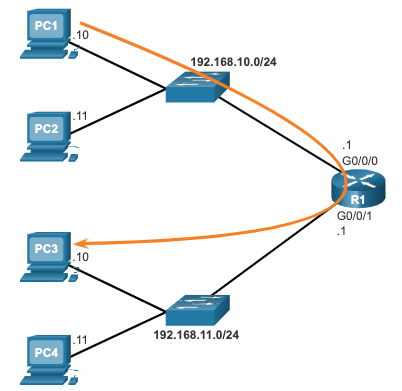 PC1
.10
192.168.10.0/24
.11
PC2
.1
G0/0/0
R1
G0/0/1
.1
PC3
.10
.11
192.168.11.0/24
PC4